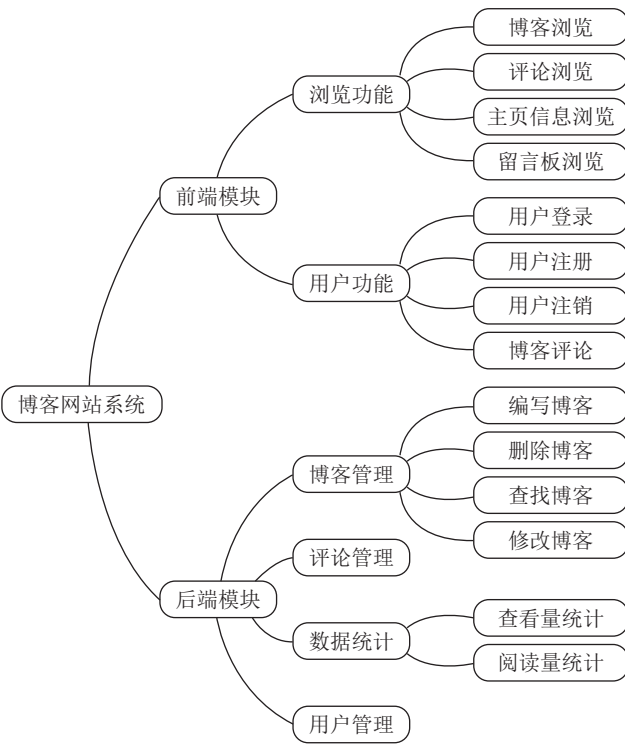 博客浏览
评论浏览
浏览功能
主页信息浏览
留言板浏览
前端模块
用户登录
用户注册
用户功能
用户注销
博客评论
博客网站系统
编写博客
删除博客
博客管理
查找博客
修改博客
评论管理
后端模块
查看量统计
数据统计
阅读量统计
用户管理